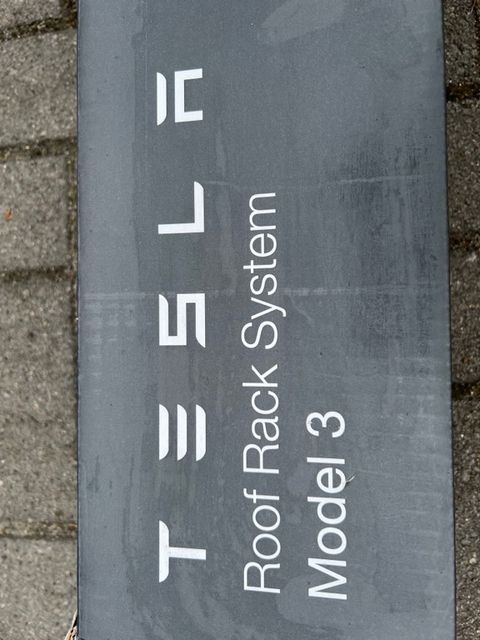 TESLA
Roof Rack System
Model 3